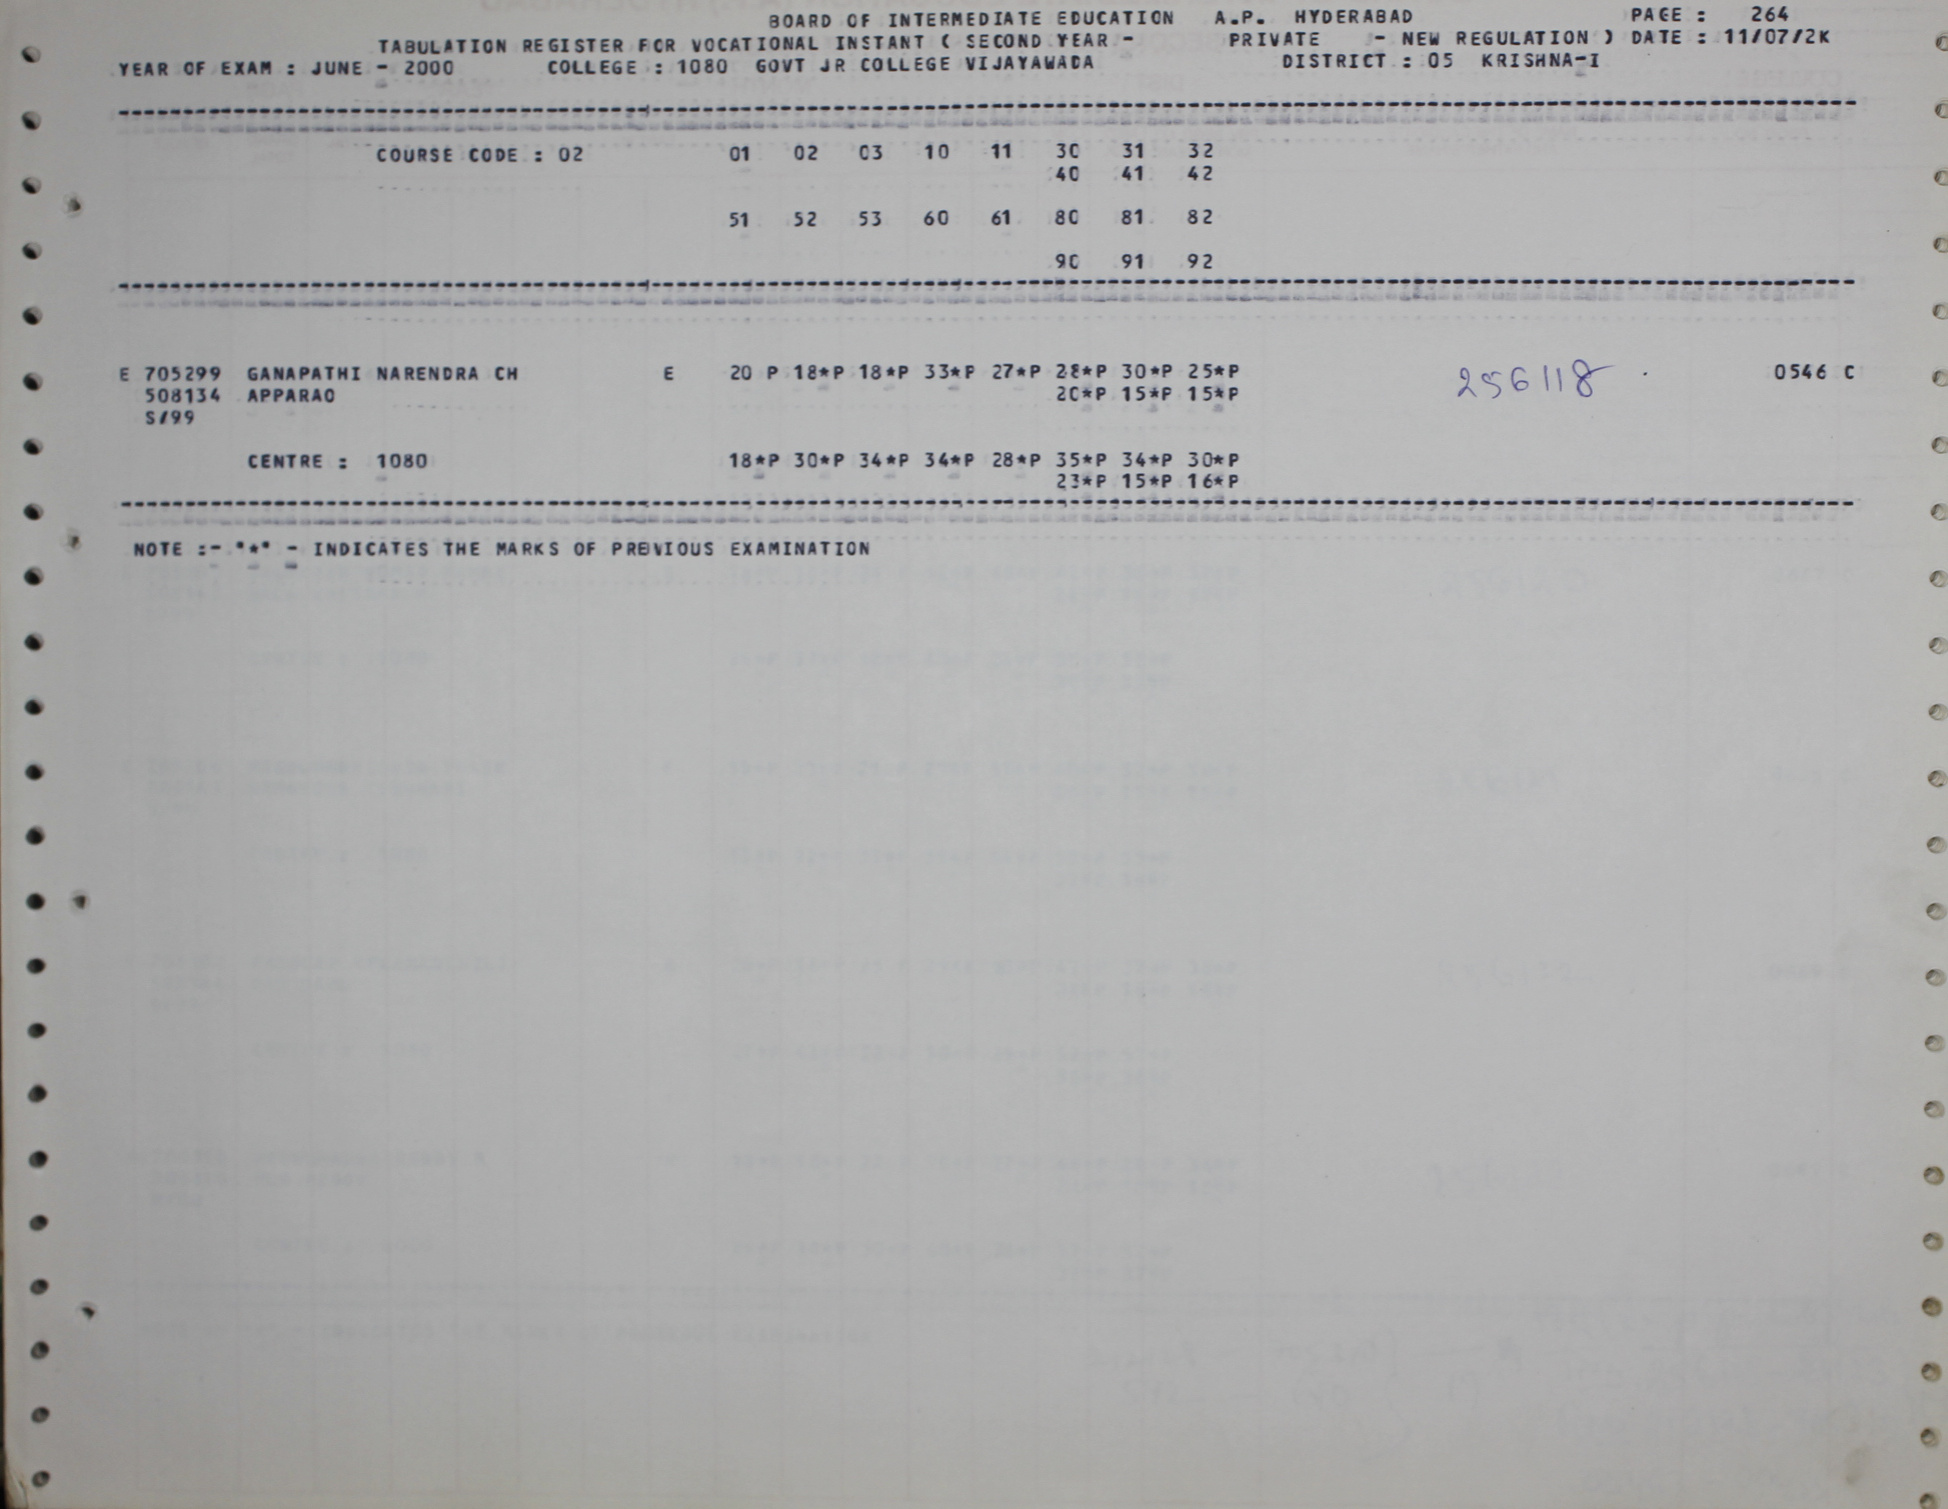 BOARD OF INTERMEDIATE EDUCATION A.P. HYDERABAD PAGE : 264
TABULATION REGISTER FOR VOCATIONAL INSTANT ( SECOND YEAR - PRIVATE - NEW REGULATION ) DATE : 11/07/2K
YEAR OF EXAM : JUNE - 2000 COLLEGE : 1080 GOVT JR COLLEGE VIJAYAWADA DISTRICT : 05 KRISHNA-I
COURSE CODE : 02 01 02 03 10 11 30 31 32
40 41 42
51 52 53 60 61 80 81 82
90 91 92
E 705299 GANAPATHI NARENDRA CH E 20 P 18*P 18*P 33*P 27*P 28*P 30*P 25*P 256118 0546 C
508134 APPARAO 20*P 15*P 15*P
S/99
CENTRE : 1080 18*P 30*P 34*P 34*P 28*P 35*P 34*P 30*P
23*P 15*P 16*P
NOTE :- "*" - INDICATES THE MARKS OF PREVIOUS EXAMINATION